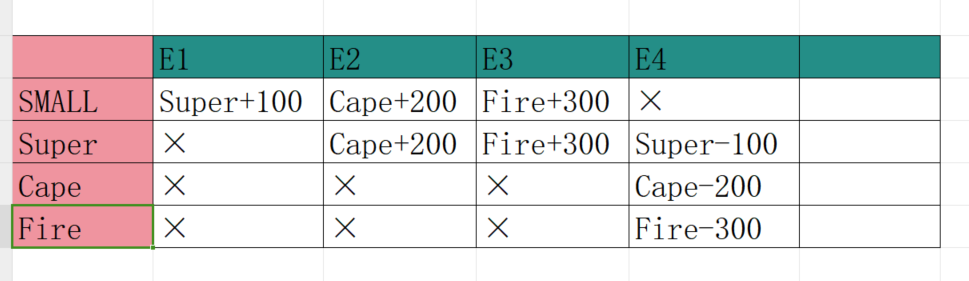 E1 E2 E3 E4
SMALL Super+100 Cape+200 Fire+300 ×
Super × Cape+200 Fire+300 Super-100
Cape × × × Cape-200
Fire × × × Fire-300